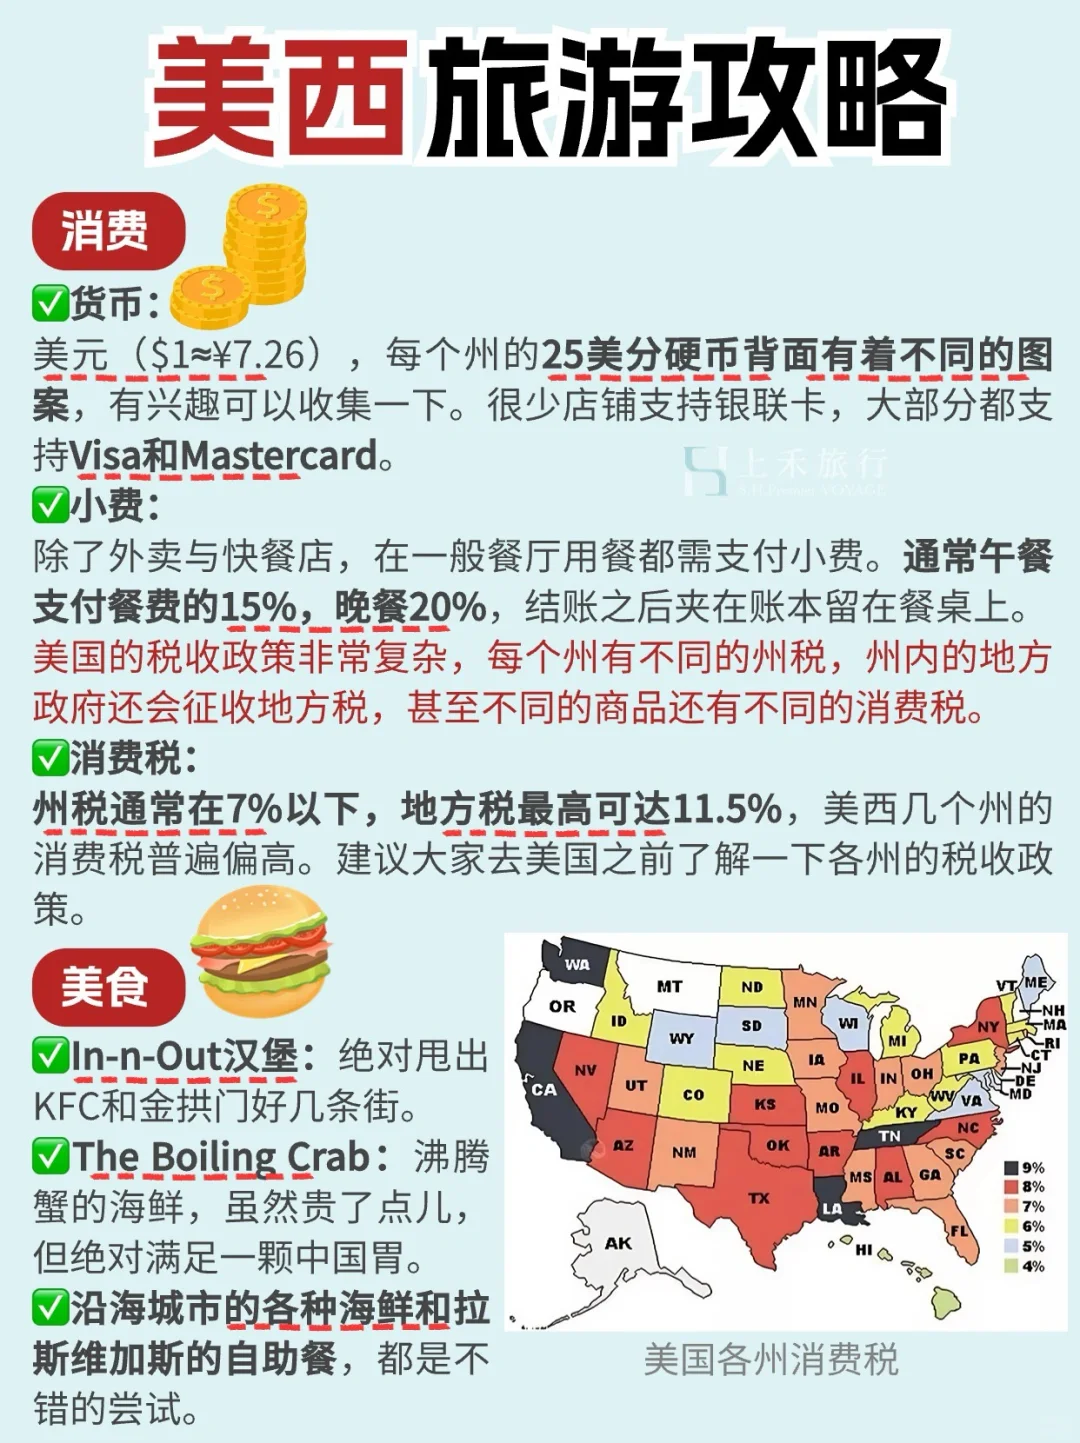 美西旅游攻略
消费
✅货币：
美元（$1≈¥7.26），每个州的25美分硬币背面有着不同的图
案，有兴趣可以收集一下。很少店铺支持银联卡，大部分都支
持Visa和Mastercard。
上禾旅行
✅小费：
除了外卖与快餐店，在一般餐厅用餐都需支付小费。通常午餐
支付餐费的15%，晚餐20%，结账之后夹在账本留在餐桌上。
美国的税收政策非常复杂，每个州有不同的州税，州内的地方
政府还会征收地方税，甚至不同的商品还有不同的消费税。
✅消费税：
州税通常在7%以下，地方税最高可达11.5%，美西几个州的
消费税普遍偏高。建议大家去美国之前了解一下各州的税收政
策。
美食
✅In-n-Out汉堡：绝对甩出
KFC和金拱门好几条街。
✅The Boiling Crab：沸腾
蟹的海鲜，虽然贵了点儿，
但绝对满足一颗中国胃。
✅沿海城市的各种海鲜和拉
斯维加斯的自助餐，都是不
错的尝试。
WA
MT
ND
MN
VT
ME
OR
ID
WY
SD
WI
MI
NY
NH
MA
RI
CT
NJ
DE
MD
CA
NV
UT
CO
NE
IA
IL
IN
OH
PA
WV
VA
KS
MO
KY
TN
NC
AZ
NM
OK
AR
MS
AL
GA
SC
TX
LA
FL
AK
HI
9%
8%
7%
6%
5%
4%
美国各州消费税